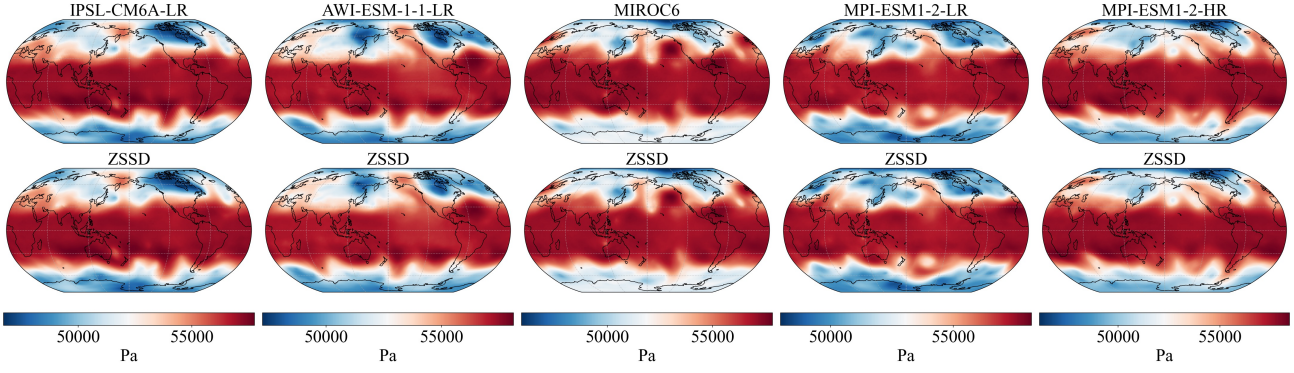 IPSL-CM6A-LR AWI-ESM-1-1-LR MIROC6 MPI-ESM1-2-LR MPI-ESM1-2-HR
ZSSD ZSSD ZSSD ZSSD ZSSD
50000 55000 50000 55000 50000 55000 50000 55000 50000 55000
Pa Pa Pa Pa Pa